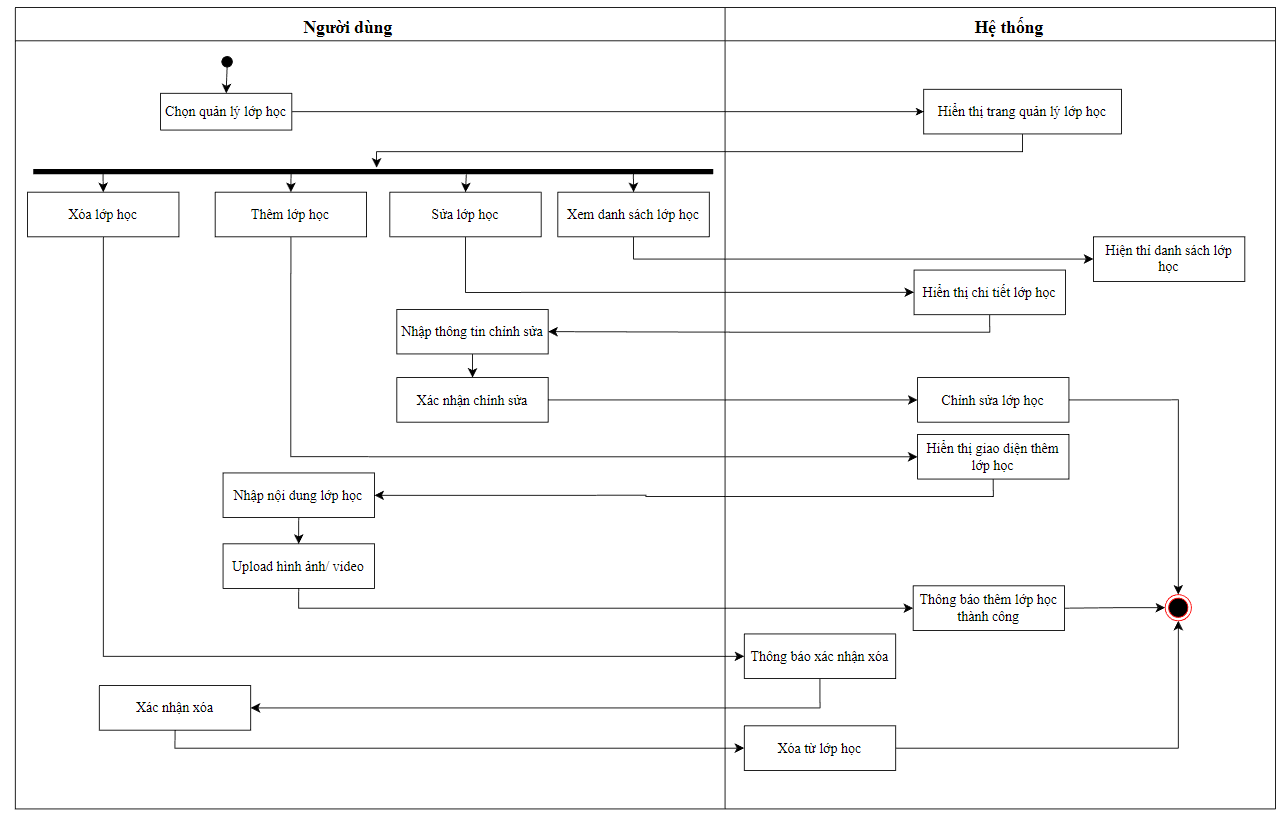 Người dùng
Hệ thống
Chọn quản lý lớp học
Hiển thị trang quản lý lớp học
Xóa lớp học
Thêm lớp học
Sửa lớp học
Xem danh sách lớp học
Hiện thi danh sách lớp
học
Hiển thị chi tiết lớp học
Nhập thông tin chỉnh sửa
Xác nhận chỉnh sửa
Chỉnh sửa lớp học
Hiển thị giao diện thêm
lớp học
Nhập nội dung lớp học
Upload hình ảnh/ video
Thông báo thêm lớp học
thành công
Thông báo xác nhận xóa
Xác nhận xóa
Xóa từ lớp học